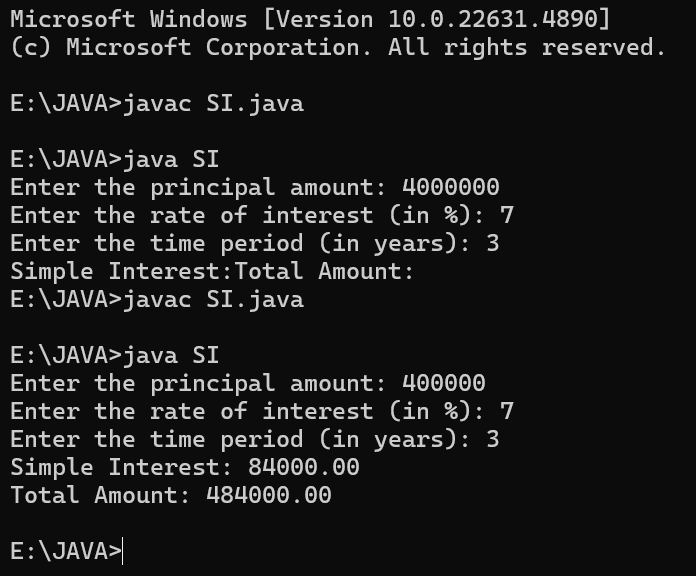 Microsoft Windows [Version 10.0.22631.4890]
(c) Microsoft Corporation. All rights reserved.
E:\JAVA>javac SI.java
E:\JAVA>java SI
Enter the principal amount: 4000000
Enter the rate of interest (in %): 7
Enter the time period (in years): 3
Simple Interest:Total Amount:
E:\JAVA>javac SI.java
E:\JAVA>java SI
Enter the principal amount: 400000
Enter the rate of interest (in %): 7
Enter the time period (in years): 3
Simple Interest: 84000.00
Total Amount: 484000.00
E:\JAVA>